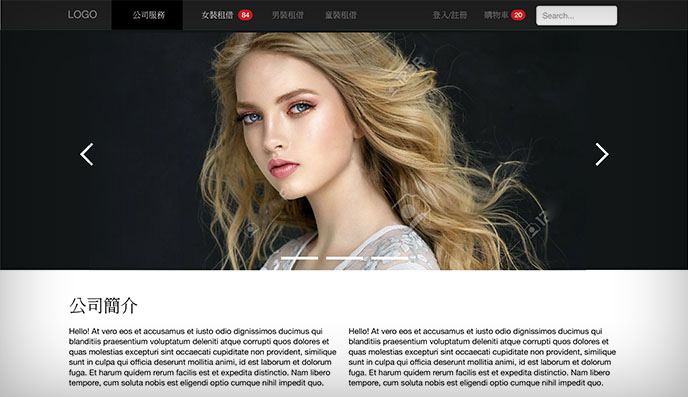 LOGO 公司服務 女裝租借 84 男裝租借 童裝租借 登入/註冊 購物車 20 Search...
公司簡介
Hello! At vero eos et accusamus et iusto odio dignissimos ducimus qui
blanditiis praesentium voluptatum deleniti atque corrupti quos dolores et
quas molestias excepturi sint occaecati cupiditate non provident, similique
sunt in culpa qui officia deserunt mollitia animi, id est laborum et dolorum
fuga. Et harum quidem rerum facilis est et expedita distinctio. Nam libero
tempore, cum soluta nobis est eligendi optio cumque nihil impedit quo.
Hello! At vero eos et accusamus et iusto odio dignissimos ducimus qui
blanditiis praesentium voluptatum deleniti atque corrupti quos dolores et
quas molestias excepturi sint occaecati cupiditate non provident, similique
sunt in culpa qui officia deserunt mollitia animi, id est laborum et dolorum
fuga. Et harum quidem rerum facilis est et expedita distinctio. Nam libero
tempore, cum soluta nobis est eligendi optio cumque nihil impedit quo.